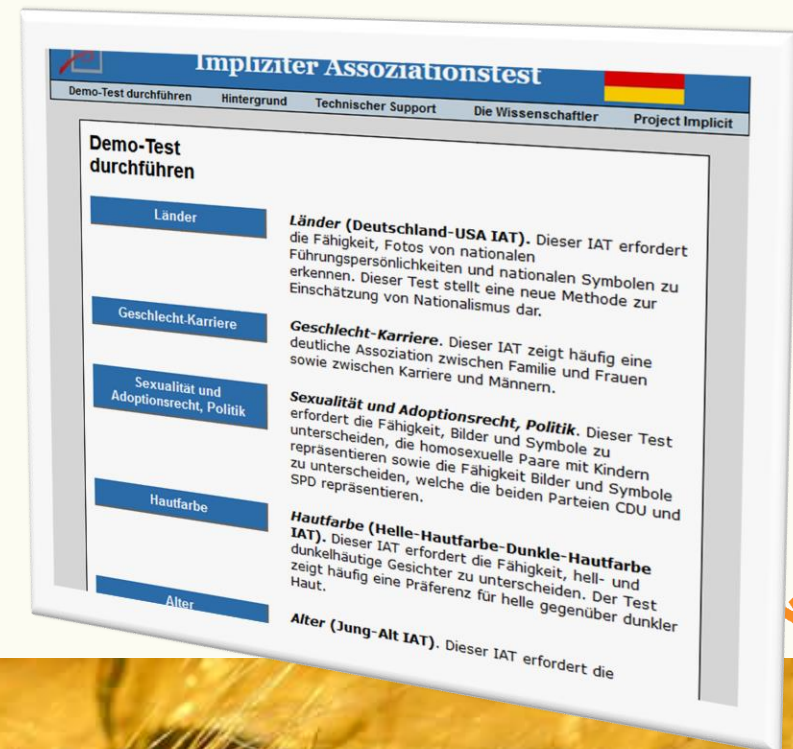 Impliziter Assoziationstest
Demo-Test durchführen Hintergrund Technischer Support Die Wissenschaftler Project Implicit
Demo-Test
durchführen
Länder
Länder (Deutschland-USA IAT). Dieser IAT erfordert
die Fähigkeit, Fotos von nationalen
Führungspersönlichkeiten und nationalen Symbolen zu
erkennen. Dieser Test stellt eine neue Methode zur
Einschätzung von Nationalismus dar.
Geschlecht-Karriere
Geschlecht-Karriere. Dieser IAT zeigt häufig eine
deutliche Assoziation zwischen Familie und Frauen
sowie zwischen Karriere und Männern.
Sexualität und
Adoptionsrecht, Politik
Sexualität und Adoptionsrecht, Politik. Dieser Test
erfordert die Fähigkeit, Bilder und Symbole zu
unterscheiden, die homosexuelle Paare mit Kindern
repräsentieren sowie die Fähigkeit Bilder und Symbole
zu unterscheiden, welche die beiden Parteien CDU und
SPD repräsentieren.
Hautfarbe
Hautfarbe (Helle-Hautfarbe-Dunkle-Hautfarbe
IAT). Dieser IAT erfordert die Fähigkeit, hell- und
dunkelhäutige Gesichter zu unterscheiden. Der Test
zeigt häufig eine Präferenz für helle gegenüber dunkler
Haut.
Alter
Alter (Jung-Alt IAT). Dieser IAT erfordert die